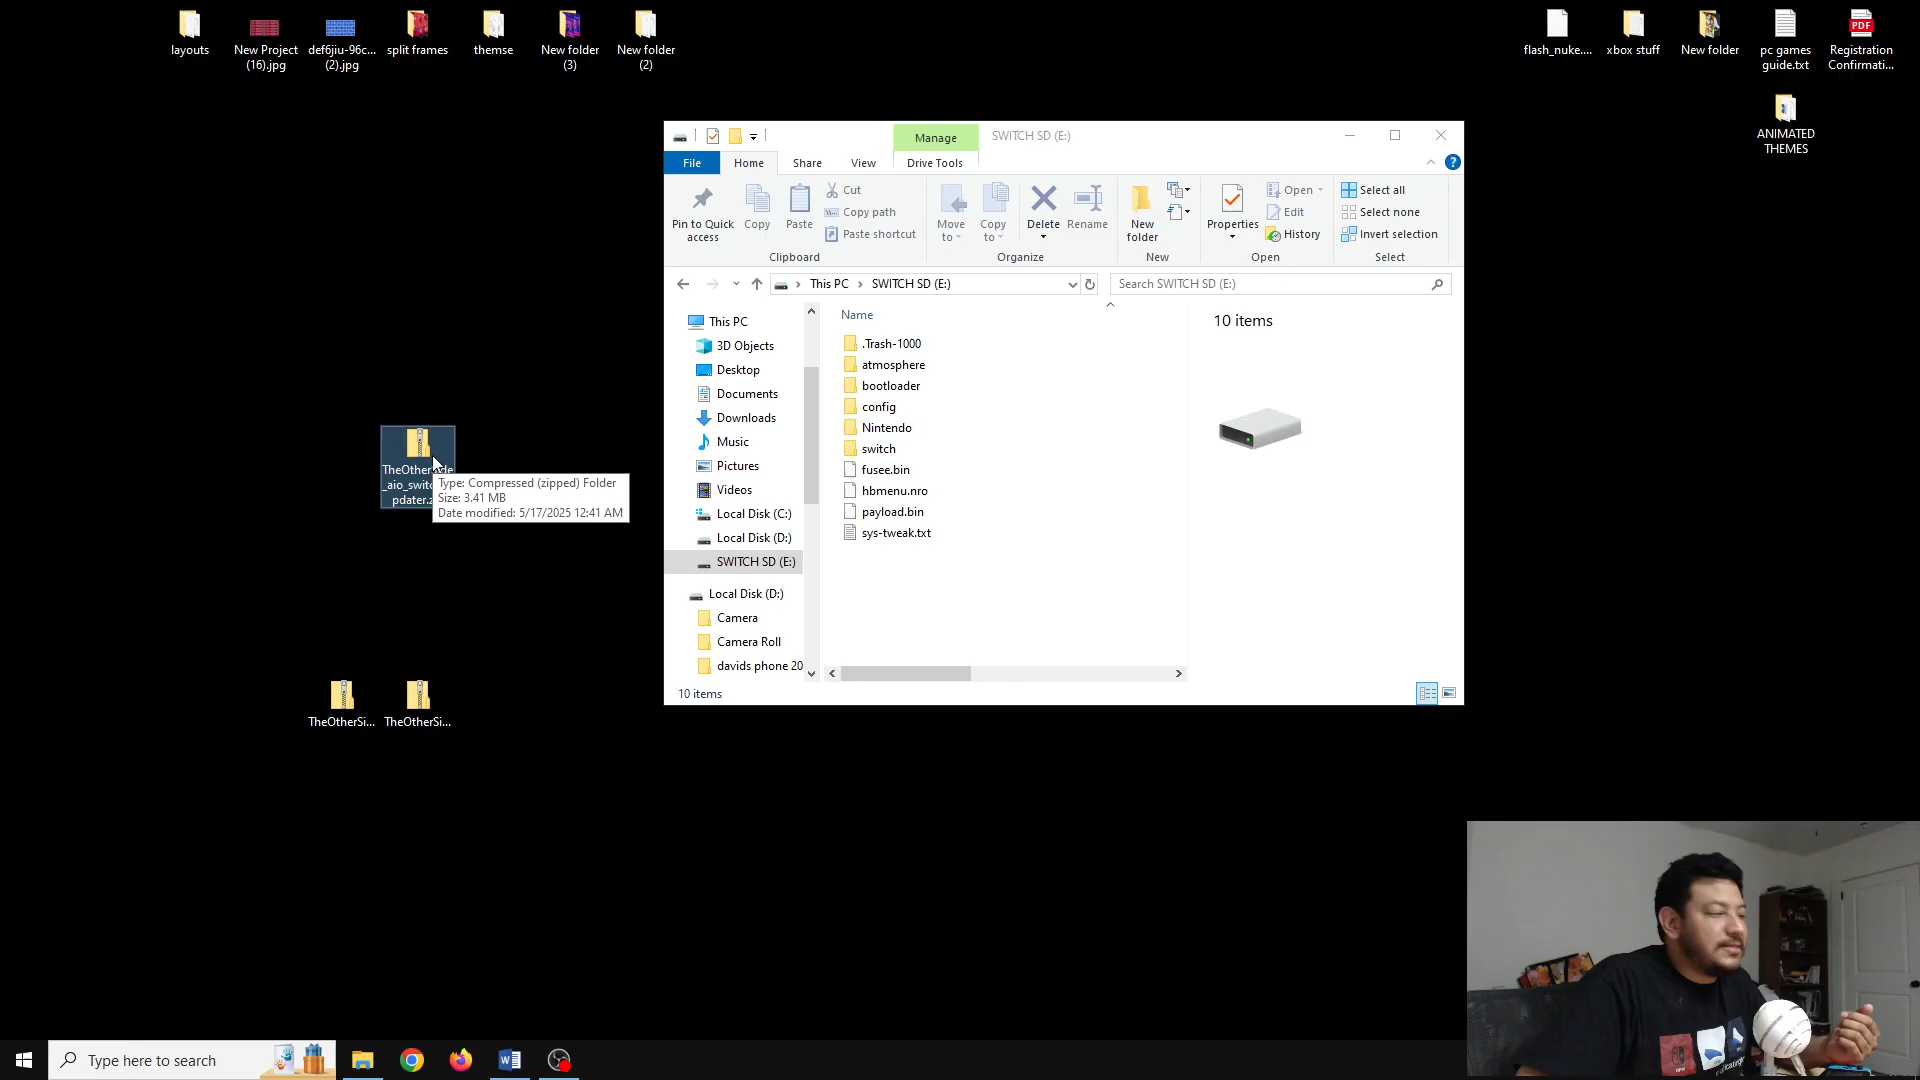 layouts
New Project
(16).jpg
def6jiu-96c...
(2).jpg
split frames
themse
New folder
(3)
New folder
(2)
flash_nuke....
xbox stuff
New folder
pc games
guide.txt
PDF
Registration
Confirmati...
ANIMATED
THEMES
Manage
SWITCH SD (E:)
File
Home
Share
View
Drive Tools
Pin to Quick
access
Copy
Paste
Cut
Copy path
Paste shortcut
Clipboard
Move
to
Copy
to
Delete
Rename
Organize
New
folder
New
Properties
Open
Edit
History
Open
Select all
Select none
Invert selection
Select
This PC
SWITCH SD (E:)
Search SWITCH SD (E:)
This PC
3D Objects
Desktop
Documents
Downloads
Music
Pictures
Videos
Local Disk (C:)
Local Disk (D:)
SWITCH SD (E:)
Local Disk (D:)
Camera
Camera Roll
davids phone 20
Name
.Trash-1000
atmosphere
bootloader
config
Nintendo
switch
fusee.bin
hbmenu.nro
payload.bin
sys-tweak.txt
10 items
10 items
Type: Compressed (zipped) Folder
Size: 3.41 MB
Date modified: 5/17/2025 12:41 AM
TheOtherSi...
TheOtherSi...
Type here to search